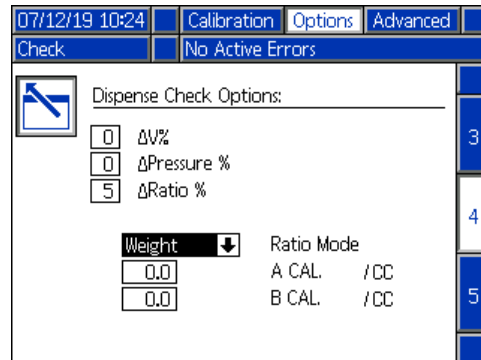 07/12/19 10:24 Calibration Options Advanced
Check No Active Errors
Dispense Check Options:
0 ΔV%
0 ΔPressure %
5 ΔRatio %
Weight Ratio Mode
0.0 A CAL. /CC
0.0 B CAL. /CC
3
4
5